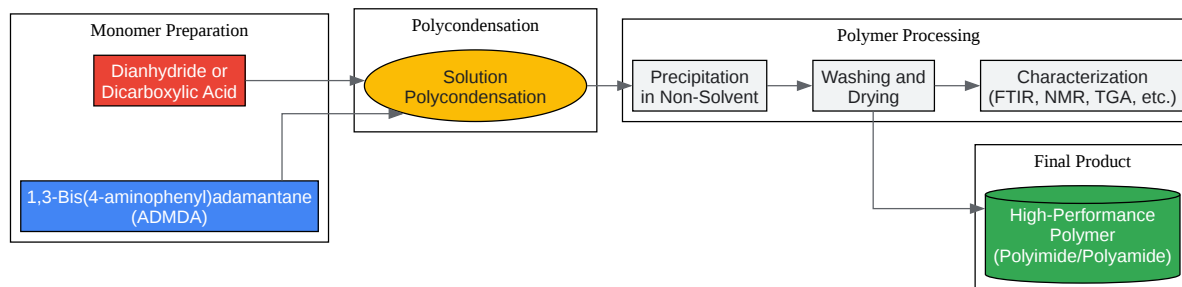 Monomer Preparation
Dianhydride or
Dicarboxylic Acid
1,3-Bis(4-aminophenyl)adamantane
(ADMDA)
Polycondensation
Solution
Polycondensation
Polymer Processing
Precipitation
in Non-Solvent
Washing and
Drying
Characterization
(FTIR, NMR, TGA, etc.)
Final Product
High-Performance
Polymer
(Polyimide/Polyamide)